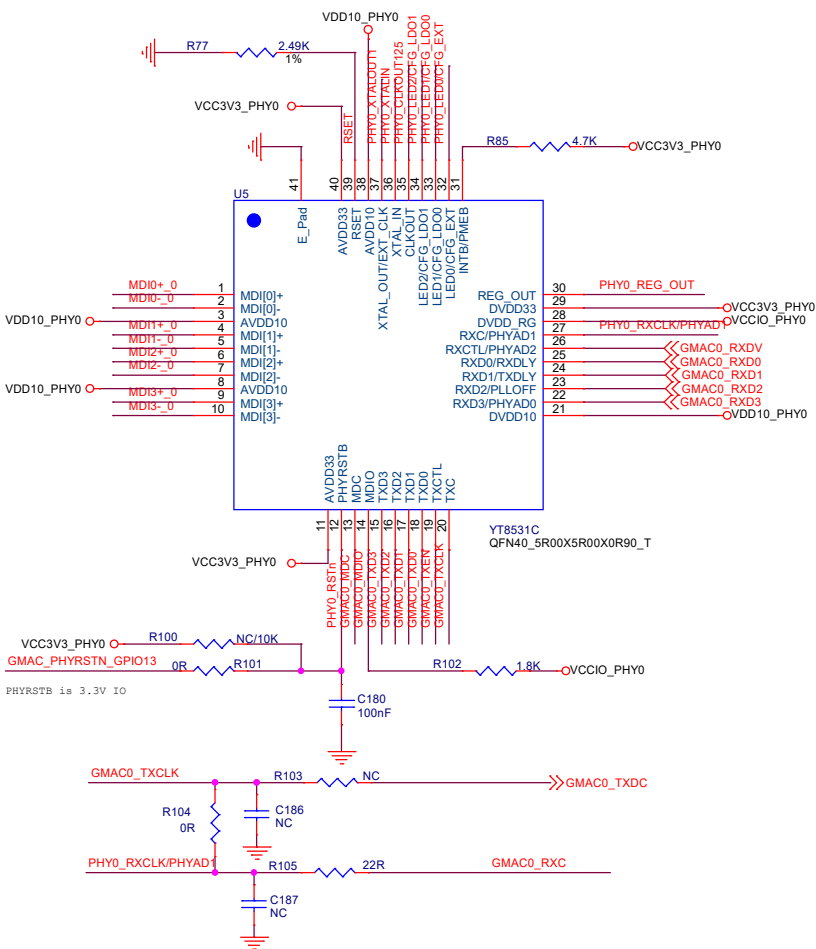 VDD10_PHY0
R77
2.49K
1%
VCC3V3_PHY0
RSET
PHY0_XTALOUT1
PHY0_XTALIN
PHY0_CLKOUT125
PHY0_LED2/CFG_LDO1
PHY0_LED1/CFG_LDO0
PHY0_LED0/CFG_EXT
R85
4.7K
VCC3V3_PHY0
41
40
39
38
37
36
35
34
33
32
31
U5
E_Pad
AVDD33
RSET
AVDD10
XTAL_OUT/EXT_CLK
XTAL_IN
CLKOUT
LED2/CFG_LDO1
LED1/CFG_LDO0
LED0/CFG_EXT
INTB/PMEB
MDI0+_0 1 MDI[0]+
MDI0-_0 2 MDI[0]-
VDD10_PHY0 3 AVDD10
MDI1+_0 4 MDI[1]+
MDI1-_0 5 MDI[1]-
MDI2+_0 6 MDI[2]+
MDI2-_0 7 MDI[2]-
VDD10_PHY0 8 AVDD10
MDI3+_0 9 MDI[3]+
MDI3-_0 10 MDI[3]-
REG_OUT 30 PHY0_REG_OUT
DVDD33 29 VCC3V3_PHY0
DVDD_RG 28 VCCIO_PHY0
RXC/PHYAD1 27 PHY0_RXCLK/PHYAD1
RXCTL/PHYAD2 26 GMAC0_RXDV
RXD0/RXDLY 25 GMAC0_RXD0
RXD1/TXDLY 24 GMAC0_RXD1
RXD2/PLLOFF 23 GMAC0_RXD2
RXD3/PHYAD0 22 GMAC0_RXD3
DVDD10 21 VDD10_PHY0
AVDD33
PHYRSTB
MDC
MDIO
TXD3
TXD2
TXD1
TXD0
TXCTL
TXC
11
12
13
14
15
16
17
18
19
20
YT8531C
QFN40_5R00X5R00X0R90_T
VCC3V3_PHY0
PHY0_RSTn
GMAC0_MDC
GMAC0_MDIO
GMAC0_TXD3
GMAC0_TXD2
GMAC0_TXD1
GMAC0_TXD0
GMAC0_TXEN
GMAC0_TXCLK
VCC3V3_PHY0 R100 NC/10K
GMAC_PHYRSTN_GPIO13 0R R101
R102 1.8K VCCIO_PHY0
PHYRSTB is 3.3V IO
C180
100nF
GMAC0_TXCLK R103 NC GMAC0_TXDC
R104
0R
C186
NC
PHY0_RXCLK/PHYAD1 R105 22R GMAC0_RXC
C187
NC